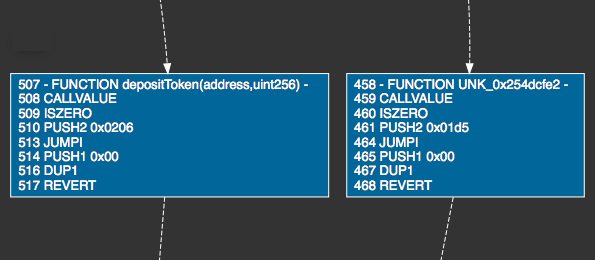 507 - FUNCTION depositToken(address,uint256) -
508 CALLVALUE
509 ISZERO
510 PUSH2 0x0206
513 JUMPI
514 PUSH1 0x00
516 DUP1
517 REVERT
458 - FUNCTION UNK_0x254dcfe2 -
459 CALLVALUE
460 ISZERO
461 PUSH2 0x01d5
464 JUMPI
465 PUSH1 0x00
467 DUP1
468 REVERT